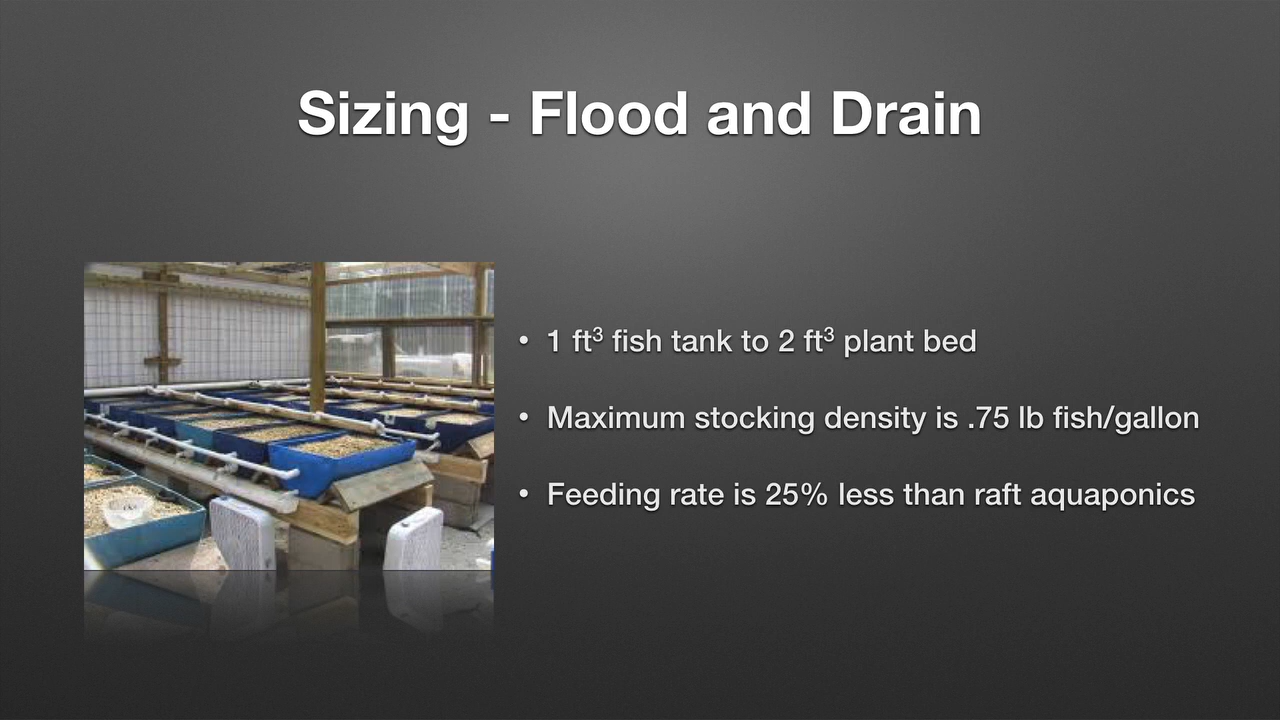 Sizing - Flood and Drain
• 1 ft³ fish tank to 2 ft³ plant bed
• Maximum stocking density is .75 lb fish/gallon
• Feeding rate is 25% less than raft aquaponics